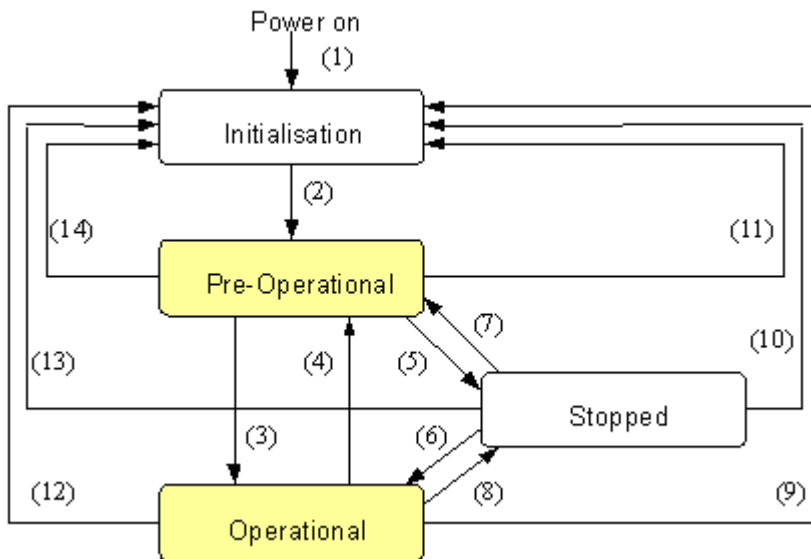 Power on
(1)
Initialisation
(2)
(14)
(11)
Pre-Operational
(7)
(13)
(4)
(5)
(10)
Stopped
(3)
(6)
(12)
(8)
(9)
Operational